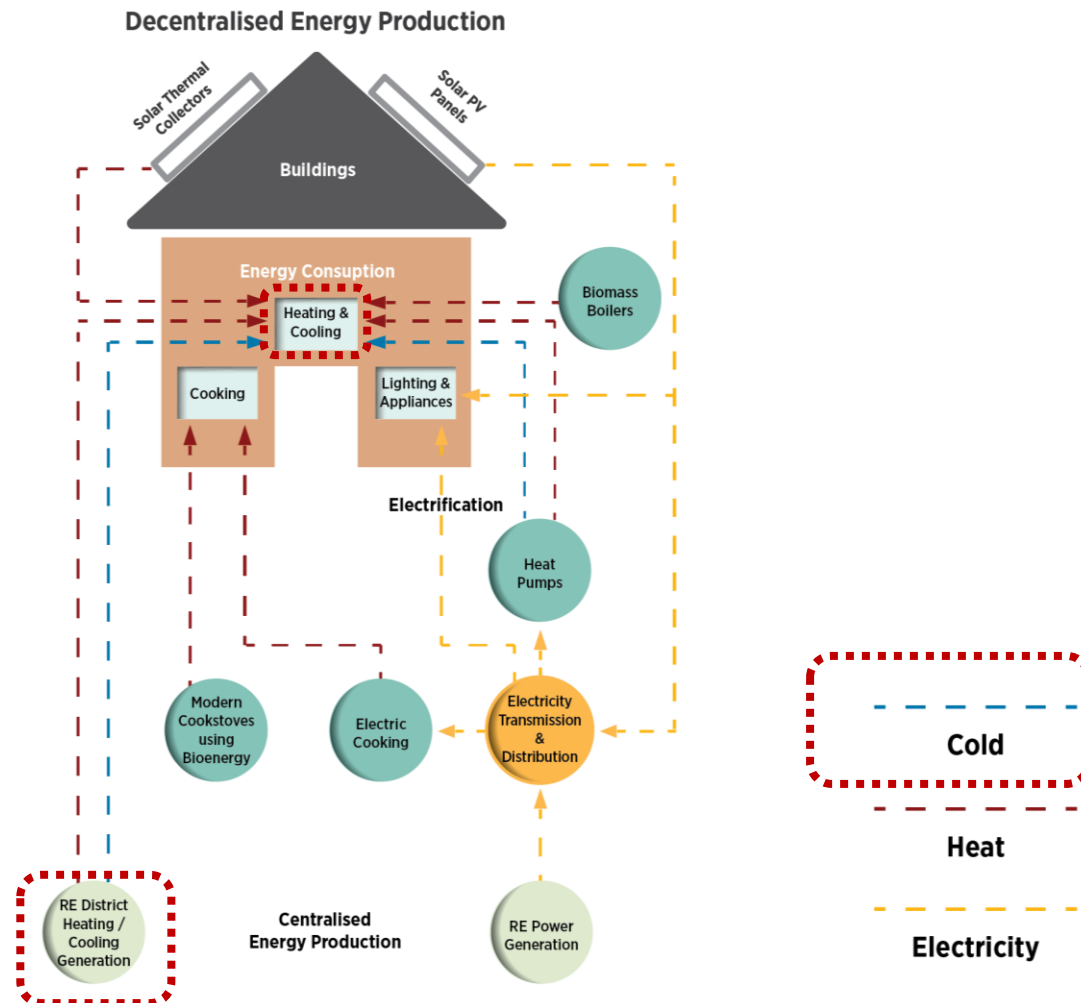 Decentralised Energy Production
Solar Thermal
Collectors
Solar PV
Panels
Buildings
Energy Consuption
Heating &
Cooling
Biomass
Boilers
Cooking
Lighting &
Appliances
Electrification
Heat
Pumps
Modern
Cookstoves
using
Bioenergy
Electric
Cooking
Electricity
Transmission
&
Distribution
Cold
Heat
Electricity
RE District
Heating /
Cooling
Generation
Centralised
Energy Production
RE Power
Generation